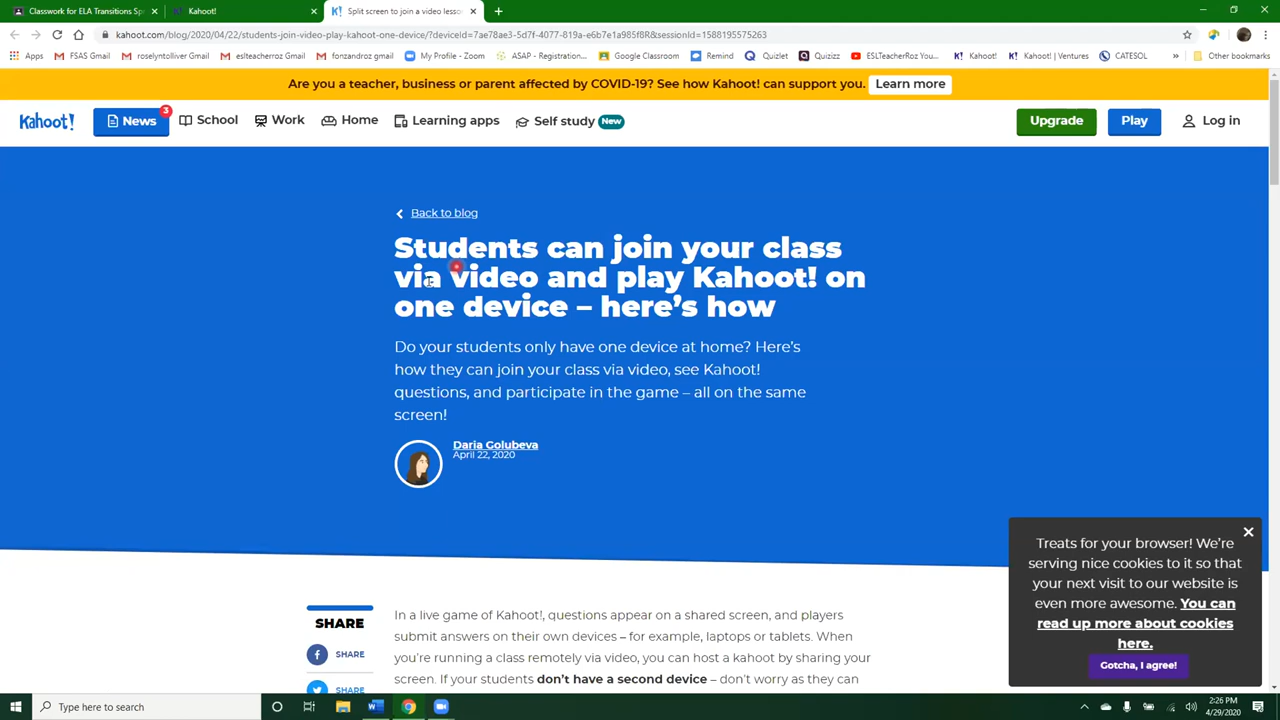 Classwork for ELA Transitions Spr
Kahoot!
Split screen to join a video lesso
kahoot.com/blog/2020/04/22/students-join-video-play-kahoot-one-device/?deviceId=7ae78ae3-5d7f-4077-819a-e6b7e1a985f8R&sessionId=1588195575263
Apps
FSAS Gmail
roselyntolliver Gmail
eslteacherroz Gmail
fonzandroz gmail
My Profile - Zoom
ASAP - Registration...
Google Classroom
Remind
Quizlet
Quizizz
ESLTeacherRoz You...
Kahoot!
Kahoot! | Ventures
CATESOL
»
Other bookmarks
Are you a teacher, business or parent affected by COVID-19? See how Kahoot! can support you.
Learn more
Kahoot!
News
3
School
Work
Home
Learning apps
Self study
New
Upgrade
Play
Log in
Back to blog
Students can join your class
via video and play Kahoot! on
one device – here's how
Do your students only have one device at home? Here's
how they can join your class via video, see Kahoot!
questions, and participate in the game – all on the same
screen!
Daria Golubeva
April 22, 2020
SHARE
SHARE
SHARE
In a live game of Kahoot!, questions appear on a shared screen, and players
submit answers on their own devices – for example, laptops or tablets. When
you're running a class remotely via video, you can host a kahoot by sharing your
screen. If your students don't have a second device – don't worry as they can
Treats for your browser! We're
serving nice cookies to it so that
your next visit to our website is
even more awesome. You can
read up more about cookies
here.
Gotcha, I agree!
Type here to search
2:26 PM
4/29/2020